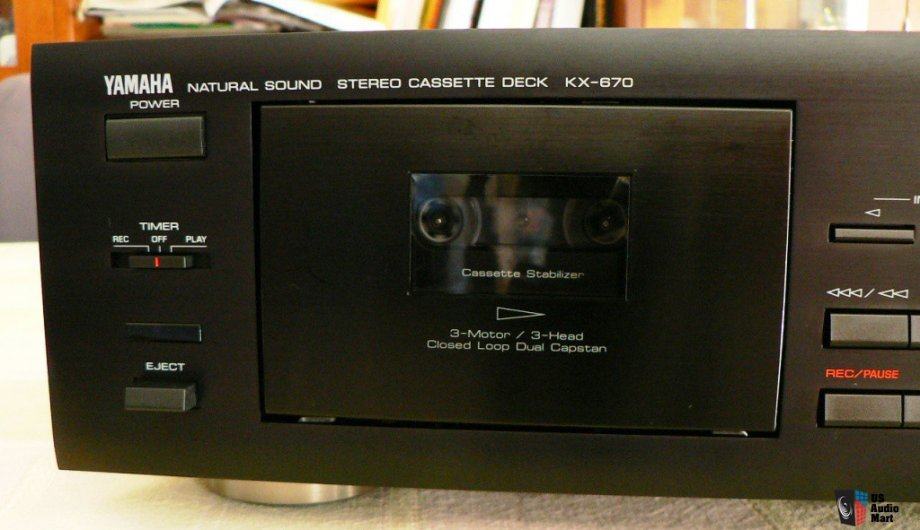 YAMAHA NATURAL SOUND STEREO CASSETTE DECK KX-670
POWER
TIMER
REC OFF PLAY
EJECT
Cassette Stabilizer
3-Motor / 3-Head
Closed Loop Dual Capstan
REC/PAUSE
US
Audio
Mart